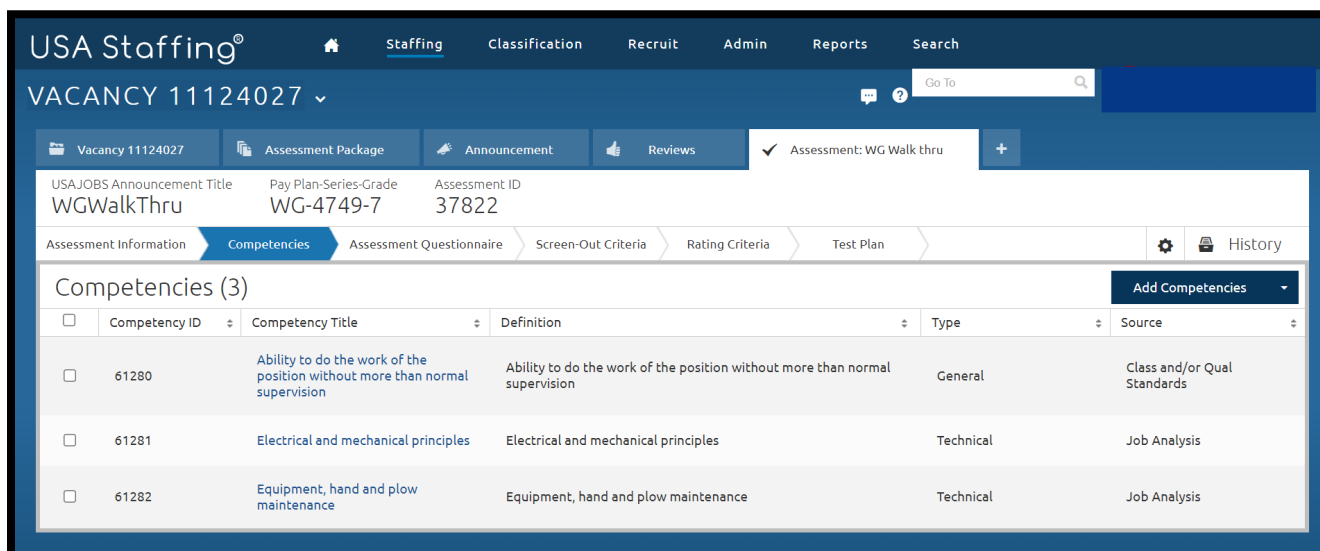 USA Staffing® Staffing Classification Recruit Admin Reports Search
VACANCY 11124027 Go To
Vacancy 11124027 Assessment Package Announcement Reviews Assessment: WG Walk thru +
USAJOBS Announcement Title Pay Plan-Series-Grade Assessment ID
WGWalkThru WG-4749-7 37822
Assessment Information Competencies Assessment Questionnaire Screen-Out Criteria Rating Criteria Test Plan History
Competencies (3) Add Competencies
Competency ID Competency Title Definition Type Source
61280
Ability to do the work of the
position without more than normal
supervision
Ability to do the work of the position without more than normal
supervision
General
Class and/or Qual
Standards
61281 Electrical and mechanical principles Electrical and mechanical principles Technical Job Analysis
61282
Equipment, hand and plow
maintenance
Equipment, hand and plow maintenance
Technical
Job Analysis